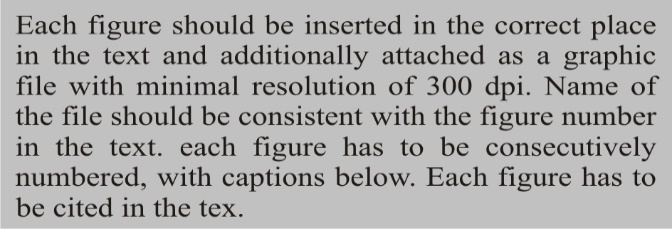 Each figure should be inserted in the correct place
in the text and additionally attached as a graphic
file with minimal resolution of 300 dpi. Name of
the file should be consistent with the figure number
in the text. each figure has to be consecutively
numbered, with captions below. Each figure has to
be cited in the tex.